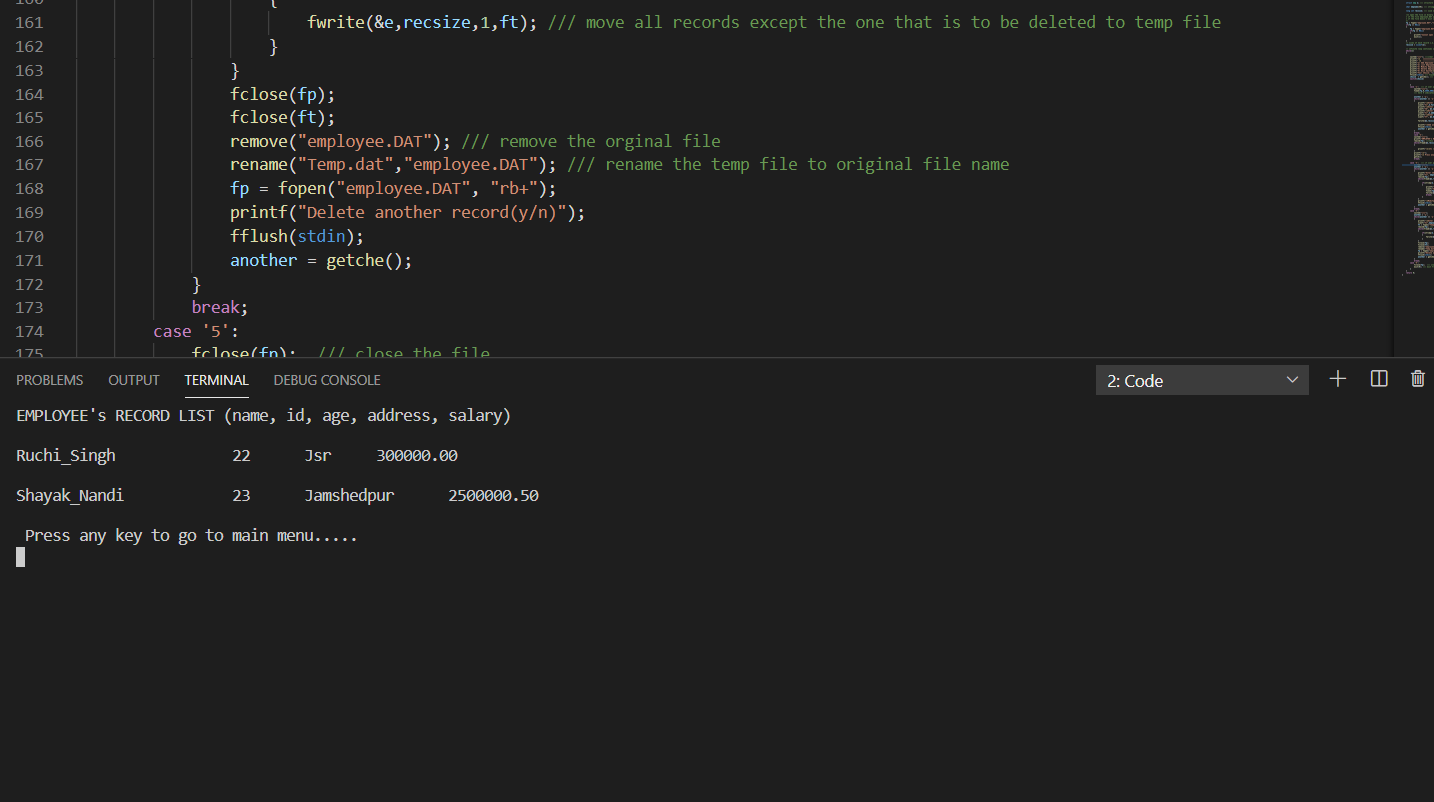 160 {
161 fwrite(&e,recsize,1,ft); /// move all records except the one that is to be deleted to temp file
162 }
163 }
164 fclose(fp);
165 fclose(ft);
166 remove("employee.DAT"); /// remove the orginal file
167 rename("Temp.dat","employee.DAT"); /// rename the temp file to original file name
168 fp = fopen("employee.DAT", "rb+");
169 printf("Delete another record(y/n)");
170 fflush(stdin);
171 another = getche();
172 }
173 break;
174 case '5':
175 fclose(fp); /// close the file
PROBLEMS OUTPUT TERMINAL DEBUG CONSOLE 2: Code
EMPLOYEE's RECORD LIST (name, id, age, address, salary)
Ruchi_Singh 22 Jsr 300000.00
Shayak_Nandi 23 Jamshedpur 2500000.50
Press any key to go to main menu.....